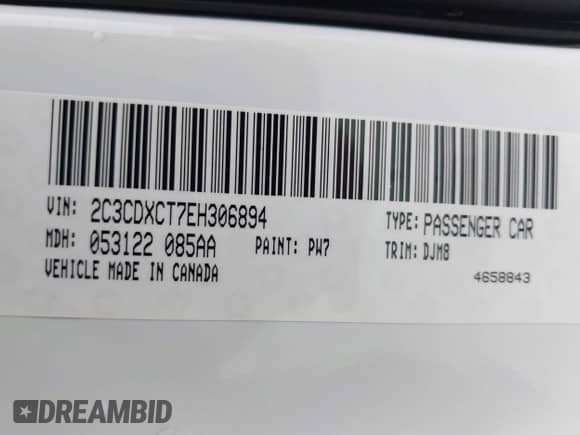 VIN: 2C3CDXCT7EH306894 TYPE: PASSENGER CAR
MDH: 053122 085AA PAINT: PW7 TRIM: DJM8
VEHICLE MADE IN CANADA 4658843
DREAMBID